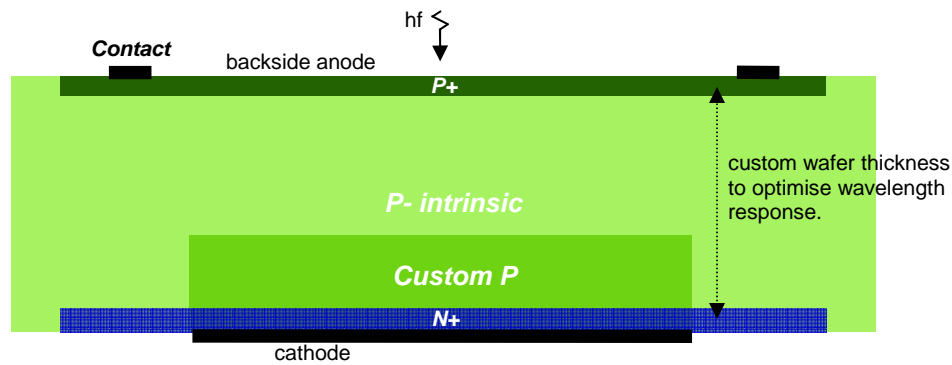 hf
Contact
backside anode
P+
custom wafer thickness
to optimise wavelength
response.
P- intrinsic
Custom P
N+
cathode